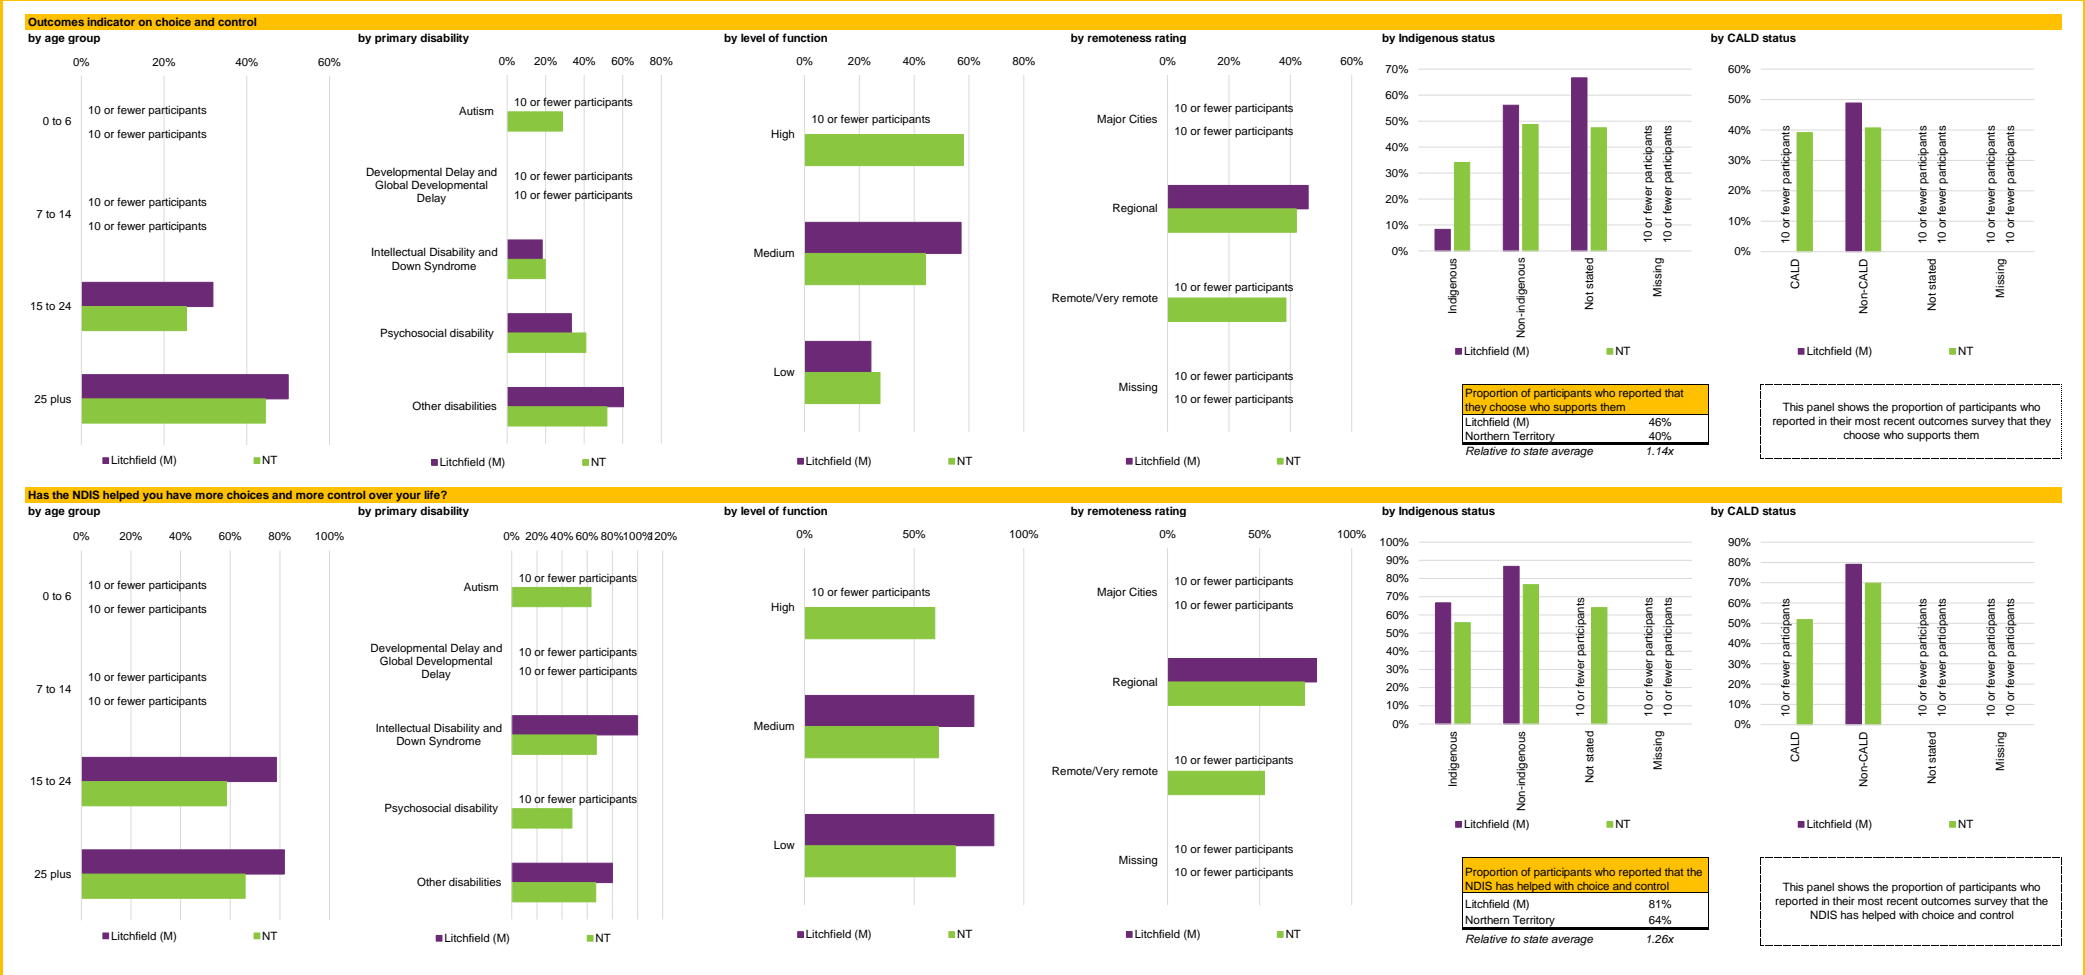 Outcomes indicator on choice and control
by age group
0% 20% 40% 60%
0 to 6
10 or fewer participants
10 or fewer participants
7 to 14
10 or fewer participants
10 or fewer participants
15 to 24
25 plus
Litchfield (M) NT
by primary disability
0% 20% 40% 60% 80%
Autism
10 or fewer participants
Developmental Delay and
Global Developmental
Delay
10 or fewer participants
10 or fewer participants
Intellectual Disability and
Down Syndrome
Psychosocial disability
Other disabilities
Litchfield (M) NT
by level of function
0% 20% 40% 60% 80%
High
10 or fewer participants
Medium
Low
Litchfield (M) NT
by remoteness rating
0% 20% 40% 60%
Major Cities
10 or fewer participants
10 or fewer participants
Regional
Remote/Very remote
10 or fewer participants
Missing
10 or fewer participants
10 or fewer participants
Litchfield (M) NT
by Indigenous status
70%
60%
50%
40%
30%
20%
10%
0%
10 or fewer participants
10 or fewer participants
Indigenous
Non-indigenous
Not stated
Missing
Litchfield (M) NT
Proportion of participants who reported that
they choose who supports them
Litchfield (M) 46%
Northern Territory 40%
Relative to state average 1.14x
by CALD status
60%
50%
40%
30%
20%
10%
0%
10 or fewer participants
10 or fewer participants
10 or fewer participants
10 or fewer participants
10 or fewer participants
CALD
Non-CALD
Not stated
Missing
Litchfield (M) NT
This panel shows the proportion of participants who
reported in their most recent outcomes survey that they
choose who supports them
Has the NDIS helped you have more choices and more control over your life?
by age group
0% 20% 40% 60% 80% 100%
0 to 6
10 or fewer participants
10 or fewer participants
7 to 14
10 or fewer participants
10 or fewer participants
15 to 24
25 plus
Litchfield (M) NT
by primary disability
0% 20% 40% 60% 80% 100% 120%
Autism
10 or fewer participants
Developmental Delay and
Global Developmental
Delay
10 or fewer participants
10 or fewer participants
Intellectual Disability and
Down Syndrome
Psychosocial disability
10 or fewer participants
Other disabilities
Litchfield (M) NT
by level of function
0% 50% 100%
High
10 or fewer participants
Medium
Low
Litchfield (M) NT
by remoteness rating
0% 50% 100%
Major Cities
10 or fewer participants
10 or fewer participants
Regional
Remote/Very remote
10 or fewer participants
Missing
10 or fewer participants
10 or fewer participants
Litchfield (M) NT
by Indigenous status
100%
90%
80%
70%
60%
50%
40%
30%
20%
10%
0%
10 or fewer participants
10 or fewer participants
10 or fewer participants
Indigenous
Non-indigenous
Not stated
Missing
Litchfield (M) NT
Proportion of participants who reported that the
NDIS has helped with choice and control
Litchfield (M) 81%
Northern Territory 64%
Relative to state average 1.26x
by CALD status
90%
80%
70%
60%
50%
40%
30%
20%
10%
0%
10 or fewer participants
10 or fewer participants
10 or fewer participants
10 or fewer participants
10 or fewer participants
CALD
Non-CALD
Not stated
Missing
Litchfield (M) NT
This panel shows the proportion of participants who
reported in their most recent outcomes survey that the
NDIS has helped with choice and control